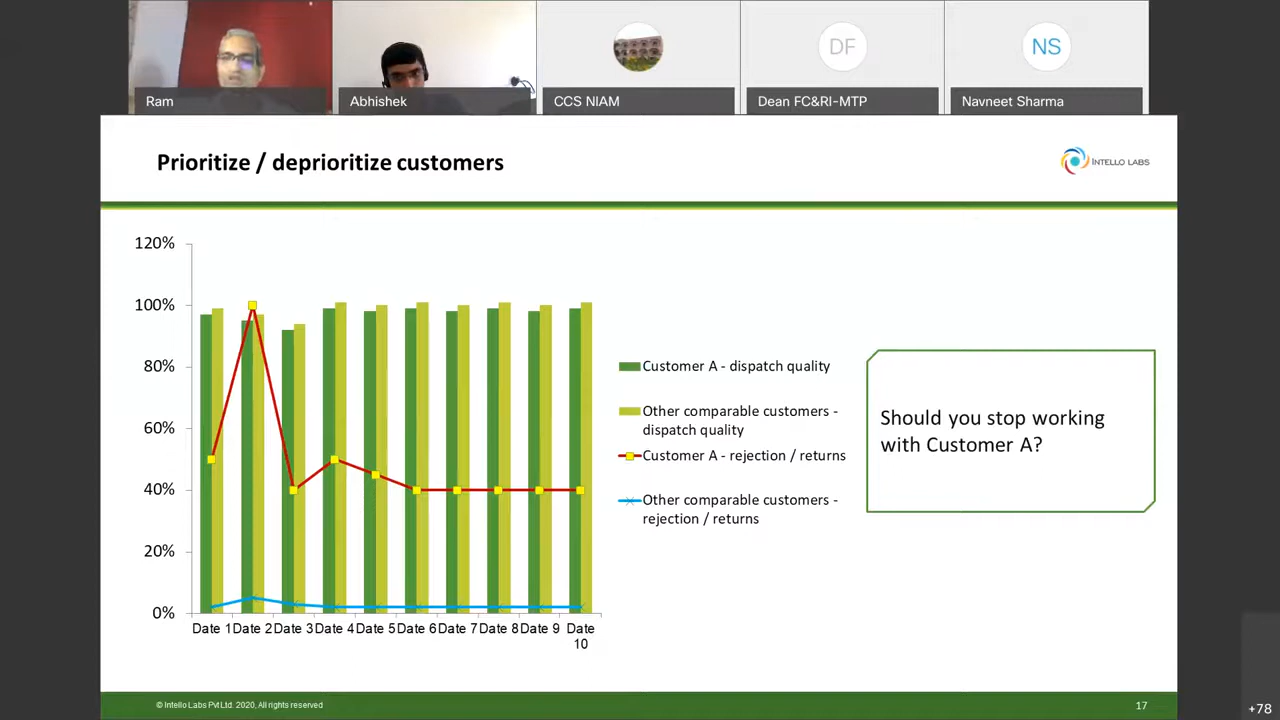 Ram
Abhishek
CCS NIAM
DF
Dean FC&RI-MTP
NS
Navneet Sharma
Prioritize / deprioritize customers
INTELLO LABS
120%
100%
80%
60%
40%
20%
0%
Date 1 Date 2 Date 3 Date 4 Date 5 Date 6 Date 7 Date 8 Date 9 Date
10
Customer A - dispatch quality
Other comparable customers -
dispatch quality
Customer A - rejection / returns
Other comparable customers -
rejection / returns
Should you stop working
with Customer A?
© Intello Labs Pvt Ltd. 2020, All rights reserved
17
+78